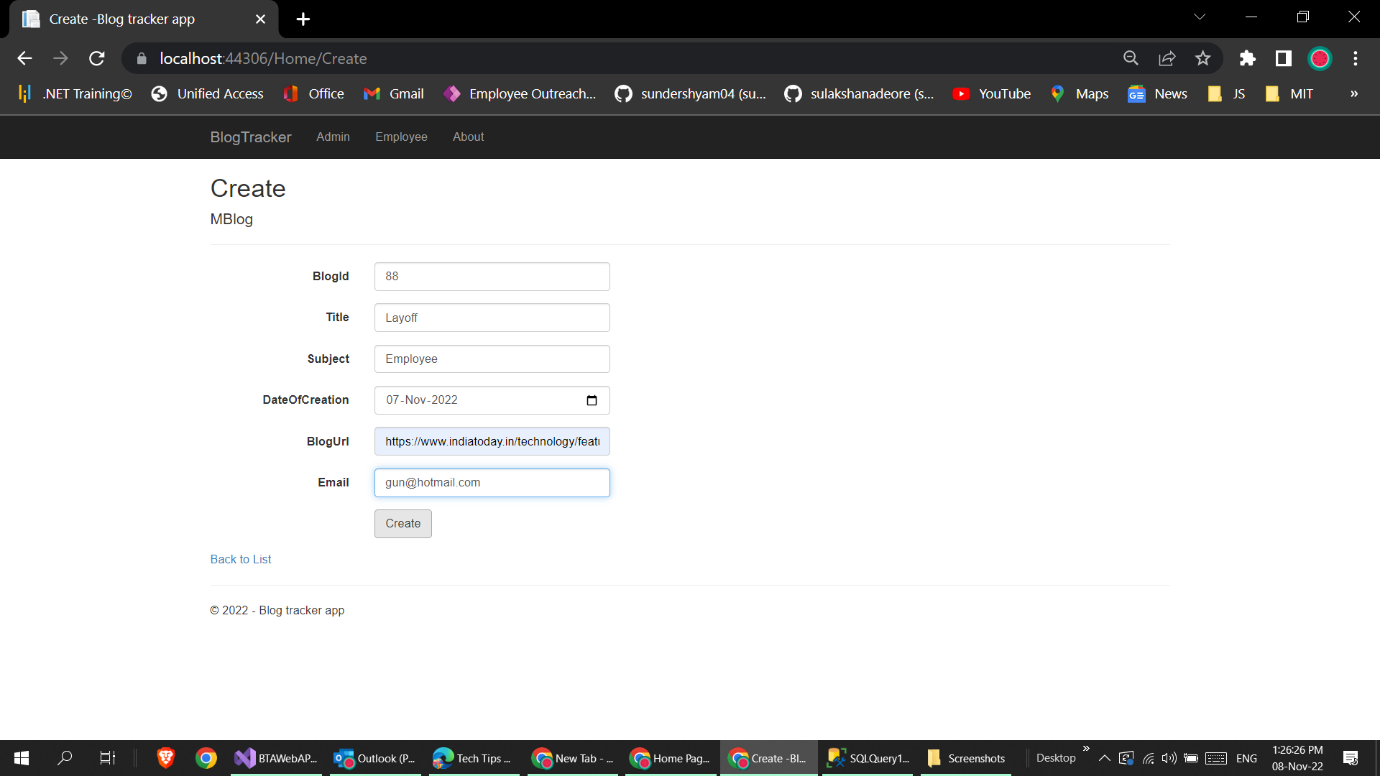 Create -Blog tracker app
localhost:44306/Home/Create
.NET Training© Unified Access Office Gmail Employee Outreach... sundershyam04 (su... sulakshanadeore (s... YouTube Maps News JS MIT »
BlogTracker Admin Employee About
Create
MBlog
BlogId 88
Title Layoff
Subject Employee
DateOfCreation 07-Nov-2022
BlogUrl https://www.indiatoday.in/technology/featu
Email gun@hotmail.com
Create
Back to List
© 2022 - Blog tracker app
BTAWebAP... Outlook (P... Tech Tips ... New Tab - ... Home Pag... Create -Bl... SQLQuery1... Screenshots Desktop » ENG 1:26:26 PM
08-Nov-22